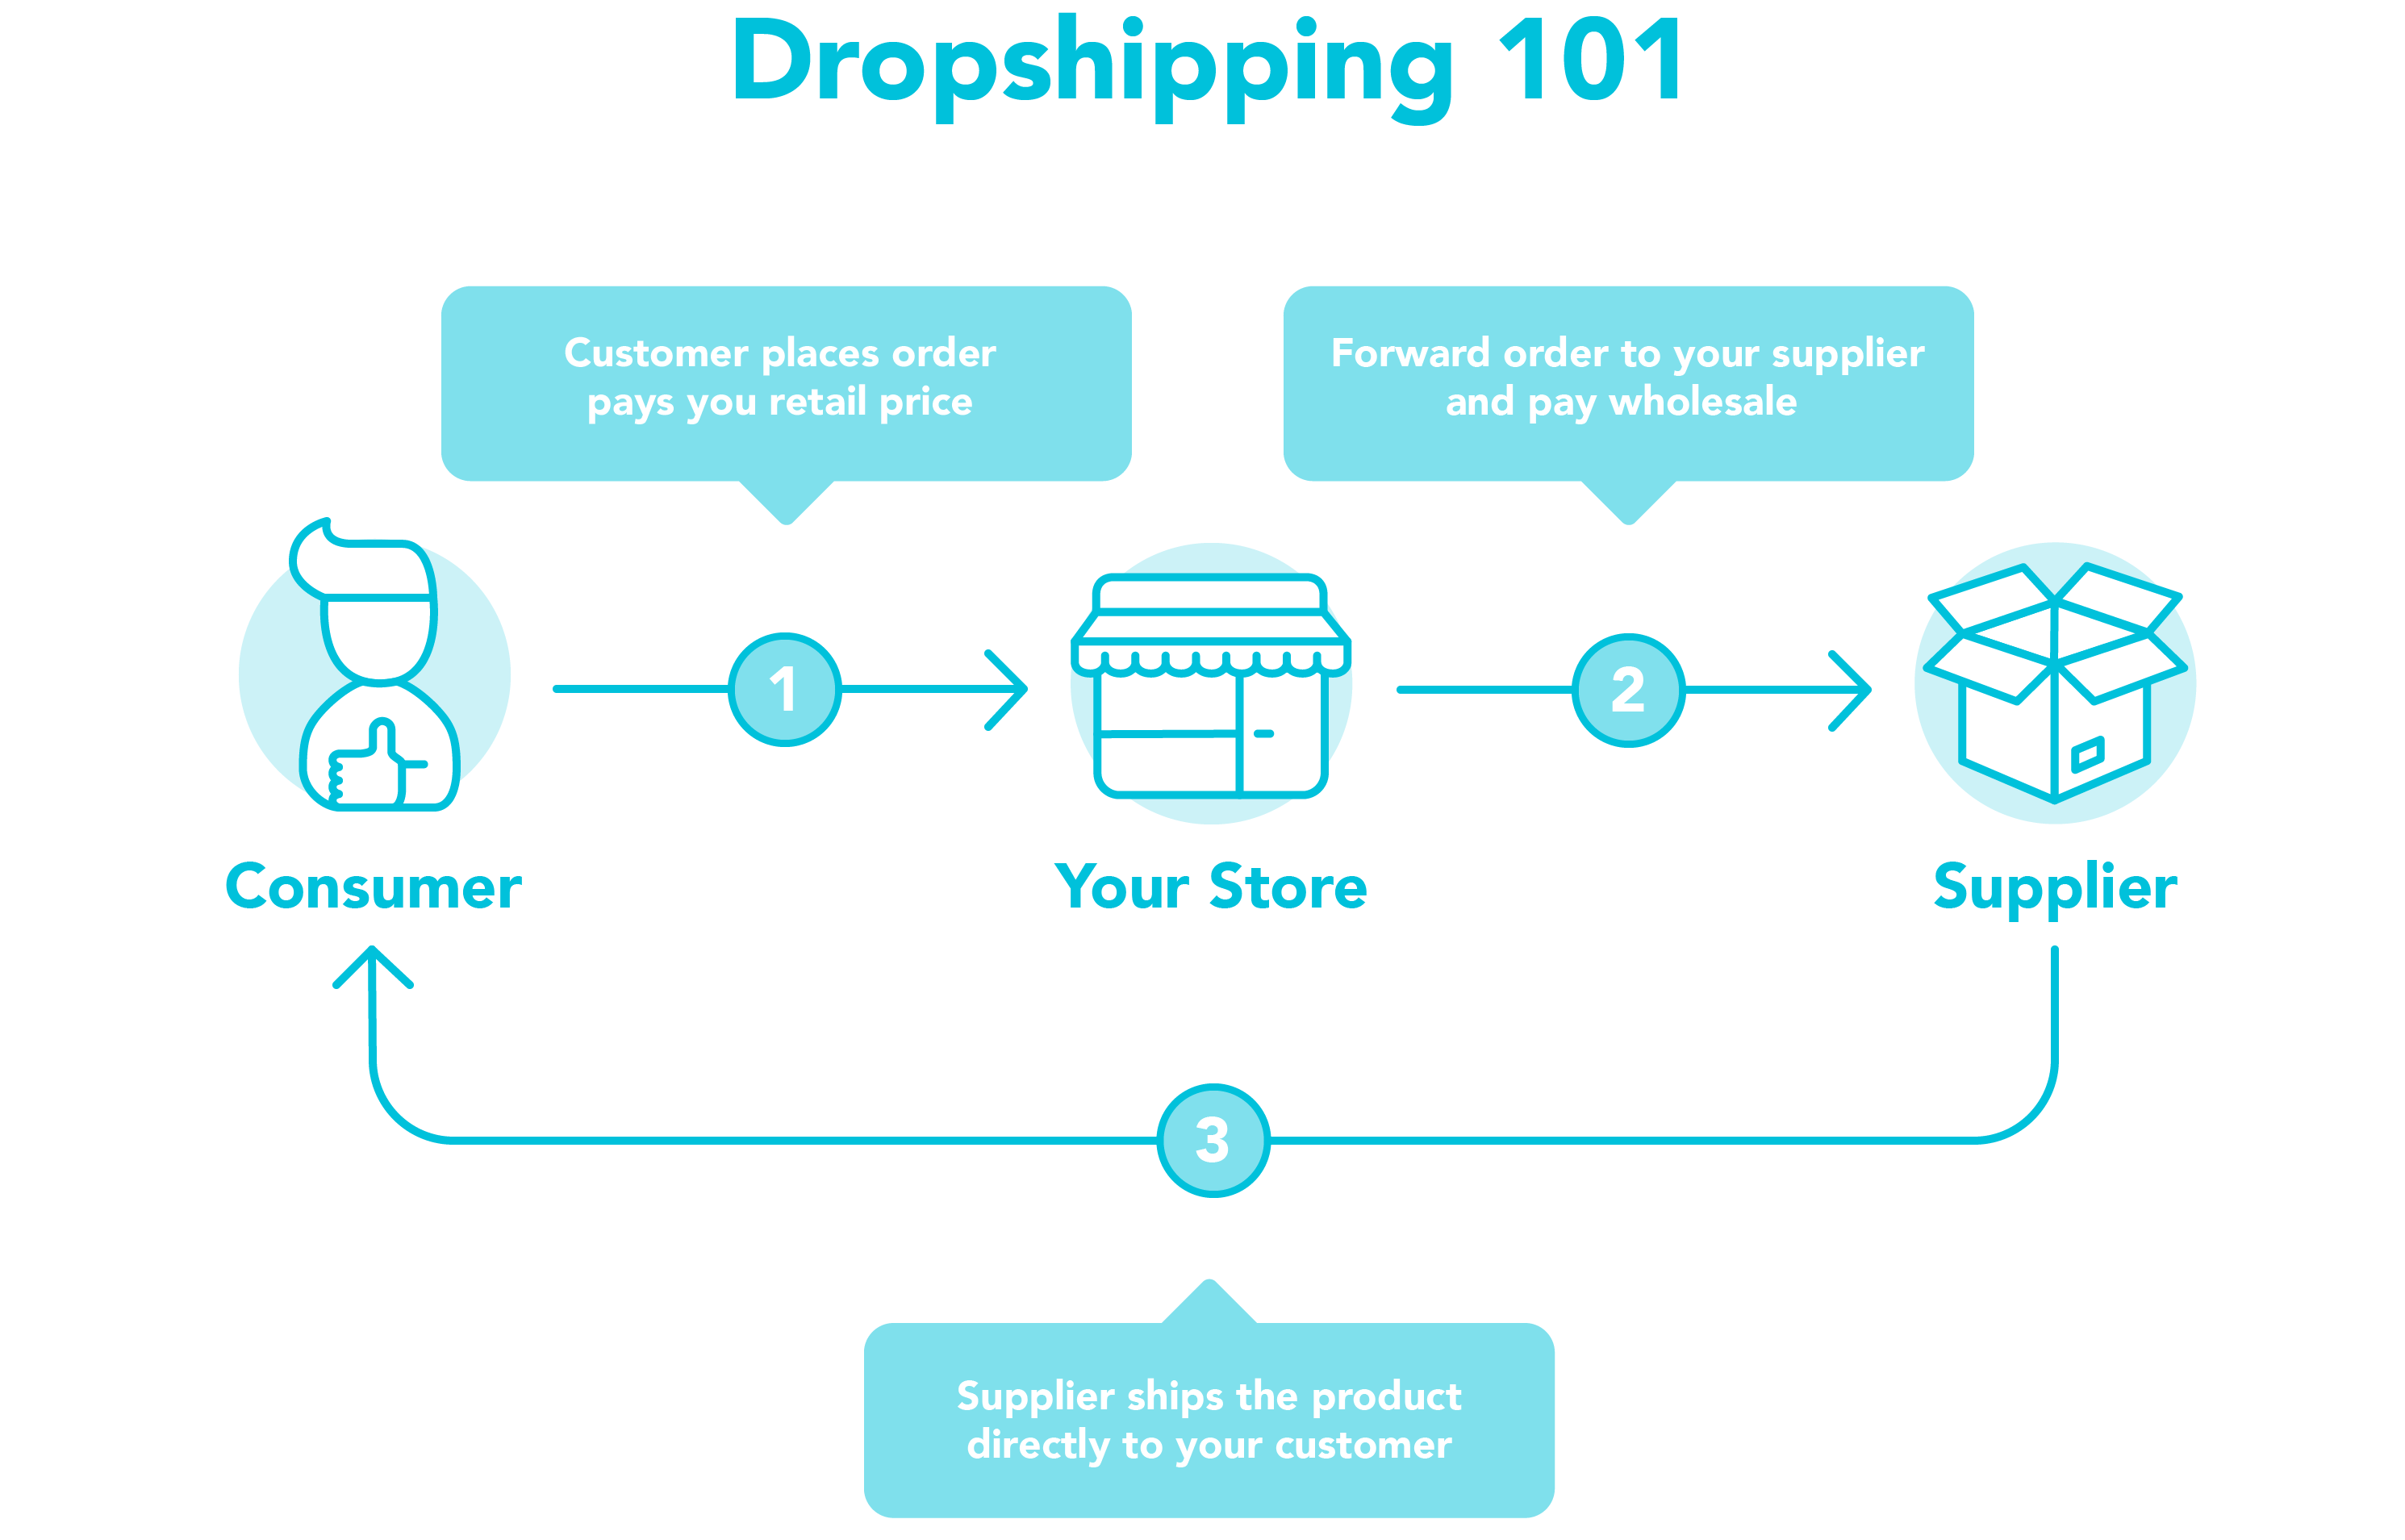 Dropshipping 101
Customer places order
pays you retail price
Forward order to your supplier
and pay wholesale
1
2
Consumer
Your Store
Supplier
3
Supplier ships the product
directly to your customer